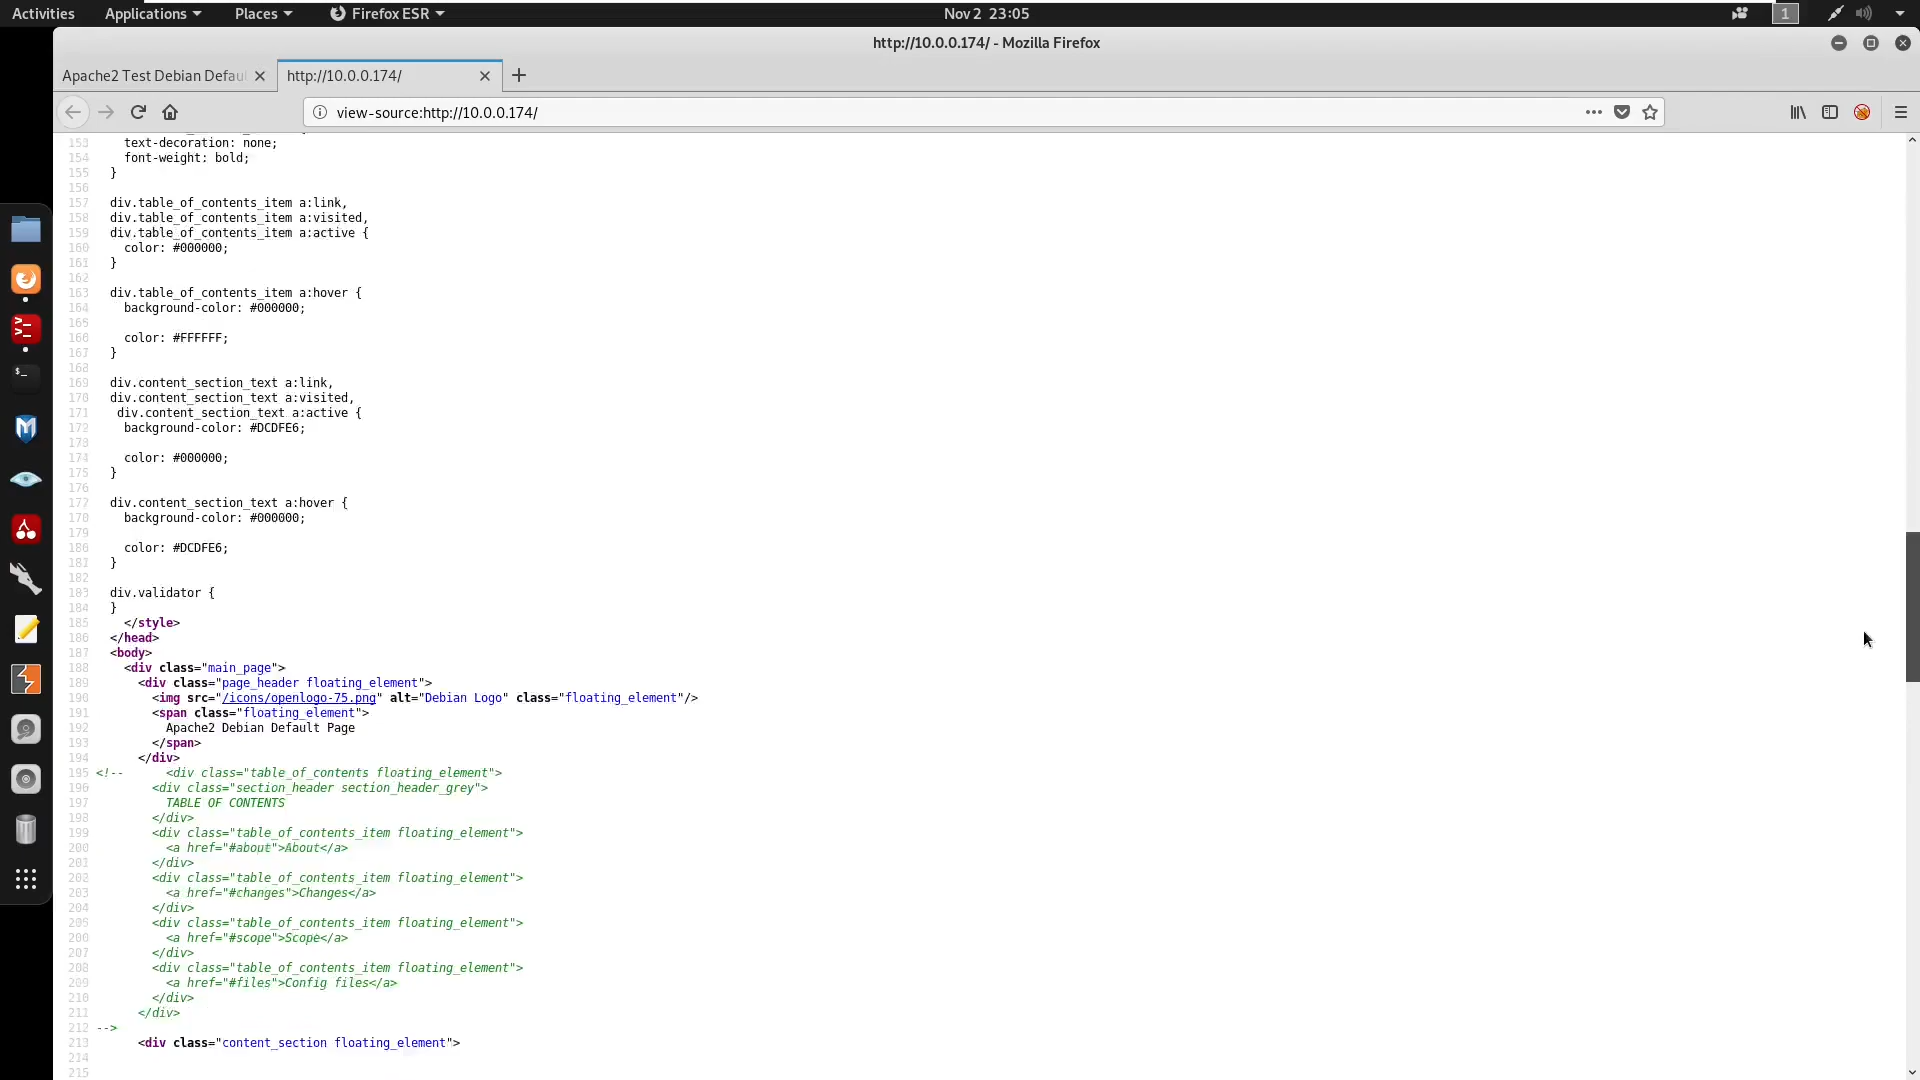 Activities Applications Places Firefox ESR Nov 2 23:05 1
http://10.0.0.174/ - Mozilla Firefox
Apache2 Test Debian Defau http://10.0.0.174/
view-source:http://10.0.0.174/
153 text-decoration: none;
154 font-weight: bold;
155 }
156
157 div.table_of_contents_item a:link,
158 div.table_of_contents_item a:visited,
159 div.table_of_contents_item a:active {
160 color: #000000;
161 }
162
163 div.table_of_contents_item a:hover {
164 background-color: #000000;
165
166 color: #FFFFFF;
167 }
168
169 div.content_section_text a:link,
170 div.content_section_text a:visited,
171 div.content_section_text a:active {
172 background-color: #DCDFE6;
173
174 color: #000000;
175 }
176
177 div.content_section_text a:hover {
178 background-color: #000000;
179
180 color: #DCDFE6;
181 }
182
183 div.validator {
184 }
185 </style>
186 </head>
187 <body>
188 <div class="main_page">
189 <div class="page_header floating_element">
190 <img src="/icons/openlogo-75.png" alt="Debian Logo" class="floating_element"/>
191 <span class="floating_element">
192 Apache2 Debian Default Page
193 </span>
194 </div>
195 <!-- <div class="table_of_contents floating_element">
196 <div class="section_header section_header_grey">
197 TABLE OF CONTENTS
198 </div>
199 <div class="table_of_contents_item floating_element">
200 <a href="#about">About</a>
201 </div>
202 <div class="table_of_contents_item floating_element">
203 <a href="#changes">Changes</a>
204 </div>
205 <div class="table_of_contents_item floating_element">
206 <a href="#scope">Scope</a>
207 </div>
208 <div class="table_of_contents_item floating_element">
209 <a href="#files">Config files</a>
210 </div>
211 </div>
212 -->
213 <div class="content_section floating_element">
214
215